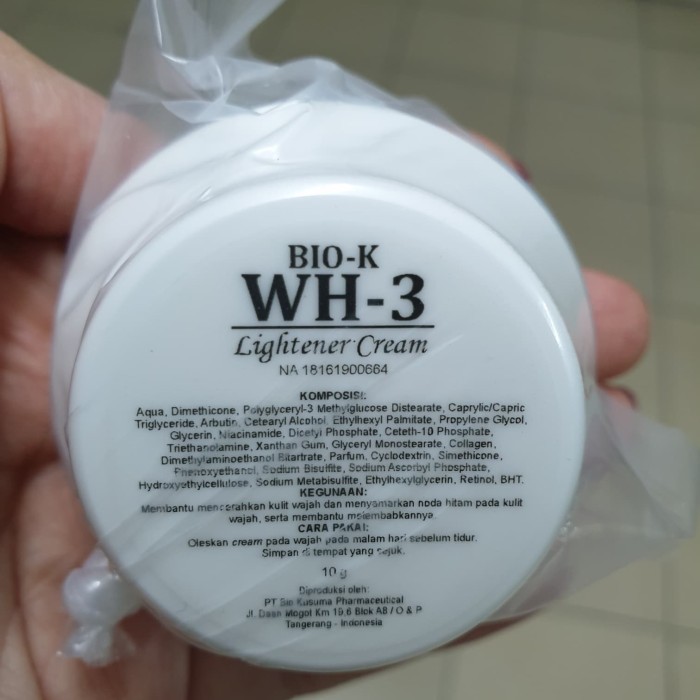 BIO-K
WH-3
Lightener Cream
NA 18161900664
KOMPOSISI:
Aqua, Dimethicone, Polyglyceryl-3 Methylglucose Distearate, Caprylic/Capric
Triglyceride, Arbutin, Cetearyl Alcohol, Ethylhexyl Palmitate, Propylene Glycol,
Glycerin, Niacinamide, Dicetyl Phosphate, Ceteth-10 Phosphate,
Triethanolamine, Xanthan Gum, Glyceryl Monostearate, Collagen,
Dimethylaminoethanol Bitartrate, Parfum, Cyclodextrin, Simethicone,
Phenoxyethanol, Sodium Bisulfite, Sodium Ascorbyl Phosphate,
Hydroxyethylcellulose, Sodium Metabisulfite, Ethylhexylglycerin, Retinol, BHT.
KEGUNAAN:
Membantu mencerahkan kulit wajah dan menyamarkan noda hitam pada kulit
wajah, serta membantu melembabkannya.
CARA PAKAI:
Oleskan cream pada wajah pada malam hari sebelum tidur.
Simpan di tempat yang sejuk.
10 g
Diproduksi oleh:
PT Bio Kusuma Pharmaceutical
Jl. Daan Mogot Km 19.6 Blok A8 / O & P
Tangerang - Indonesia